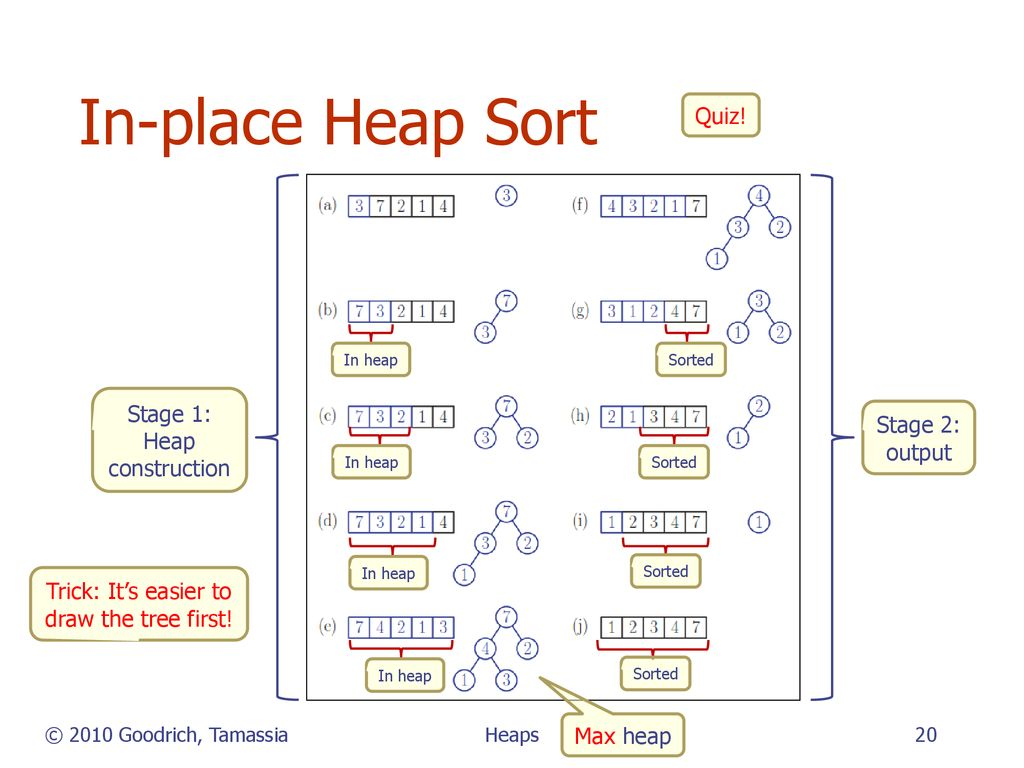 In-place Heap Sort
Quiz!
(a) 3 7 2 1 4
3
(f) 4 3 2 1 7
4
3 2
1
(b) 7 3 2 1 4
7
3
In heap
(g) 3 1 2 4 7
3
1 2
Sorted
Stage 1:
Heap
construction
(c) 7 3 2 1 4
7
3 2
In heap
(h) 2 1 3 4 7
2
1
Sorted
Stage 2:
output
(d) 7 3 2 1 4
7
3 2
1
In heap
(i) 1 2 3 4 7
1
Sorted
Trick: It’s easier to
draw the tree first!
(e) 7 4 2 1 3
7
4 2
1 3
In heap
(j) 1 2 3 4 7
Sorted
Max heap
© 2010 Goodrich, Tamassia
Heaps
20